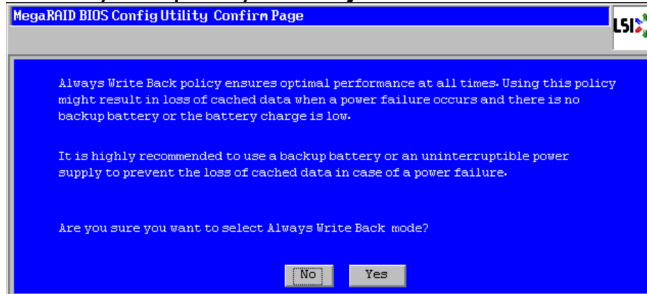 MegaRAID BIOS Config Utility Confirm Page
LSI
Always Write Back policy ensures optimal performance at all times. Using this policy
might result in loss of cached data when a power failure occurs and there is no
backup battery or the battery charge is low.
It is highly recommended to use a backup battery or an uninterruptible power
supply to prevent the loss of cached data in case of a power failure.
Are you sure you want to select Always Write Back mode?
No Yes